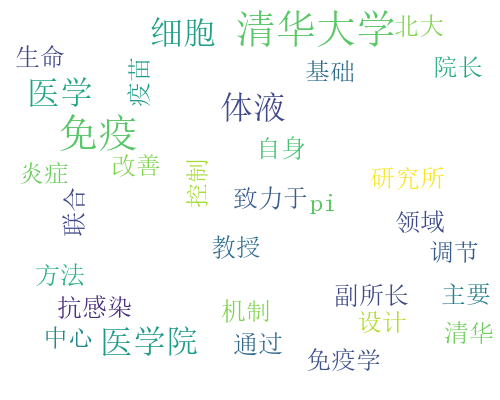 清华大学
北大
细胞
生命
疫苗
基础
院长
医学
体液
免疫
自身
改善
炎症
控制
研究所
联合
致力于
pi
领域
教授
调节
方法
抗感染
副所长
主要
机制
设计
清华
中心
医学院
通过
免疫学